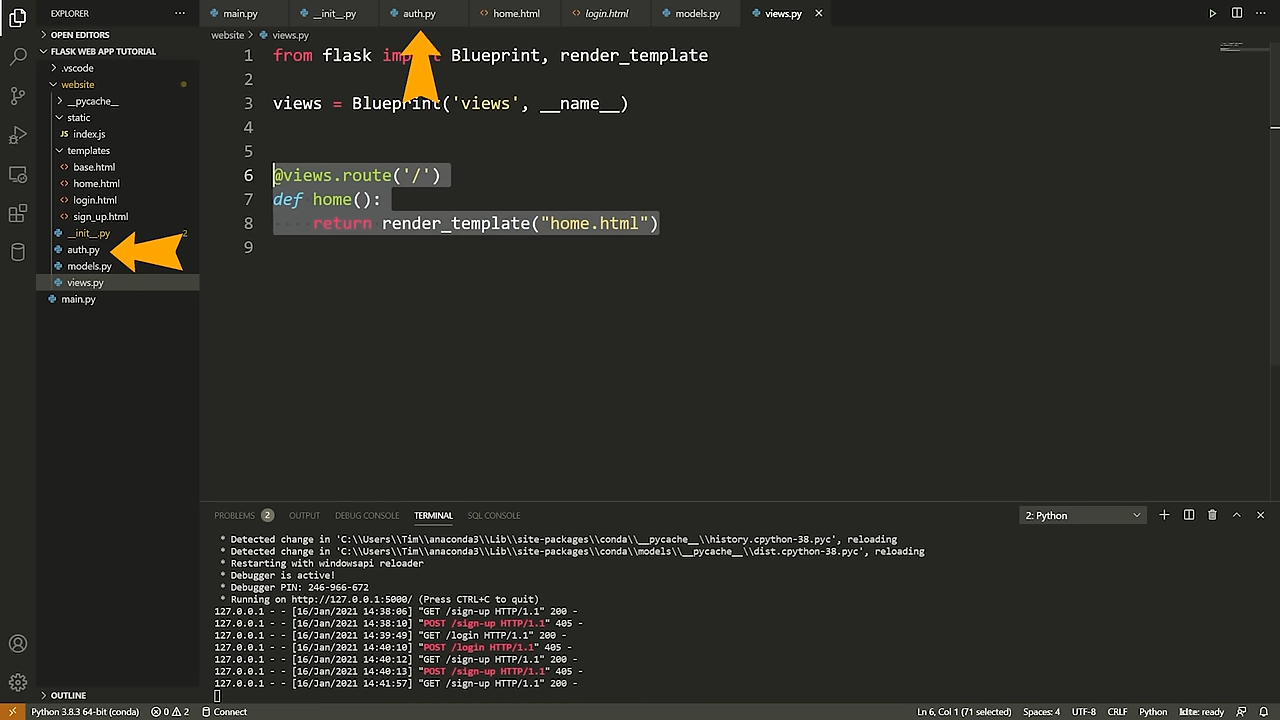 EXPLORER
OPEN EDITORS
FLASK WEB APP TUTORIAL
.vscode
website
__pycache__
static
JS index.js
templates
base.html
home.html
login.html
sign_up.html
__init__.py 2
auth.py
models.py
views.py
main.py
OUTLINE
main.py __init__.py auth.py home.html login.html models.py views.py
website > views.py
1 from flask import Blueprint, render_template
2
3 views = Blueprint('views', __name__)
4
5
6 @views.route('/')
7 def home():
8 return render_template("home.html")
9
PROBLEMS 2 OUTPUT DEBUG CONSOLE TERMINAL SQL CONSOLE 2: Python
* Detected change in 'C:\\Users\\Tim\\anaconda3\\Lib\\site-packages\\conda\\__pycache__\\history.cpython-38.pyc', reloading
* Detected change in 'C:\\Users\\Tim\\anaconda3\\Lib\\site-packages\\conda\\models\\__pycache__\\dist.cpython-38.pyc', reloading
* Restarting with windowsapi reloader
* Debugger is active!
* Debugger PIN: 246-966-672
* Running on http://127.0.0.1:5000/ (Press CTRL+C to quit)
127.0.0.1 - - [16/Jan/2021 14:38:06] "GET /sign-up HTTP/1.1" 200 -
127.0.0.1 - - [16/Jan/2021 14:38:10] "POST /sign-up HTTP/1.1" 405 -
127.0.0.1 - - [16/Jan/2021 14:39:49] "GET /login HTTP/1.1" 200 -
127.0.0.1 - - [16/Jan/2021 14:40:10] "POST /login HTTP/1.1" 405 -
127.0.0.1 - - [16/Jan/2021 14:40:12] "GET /sign-up HTTP/1.1" 200 -
127.0.0.1 - - [16/Jan/2021 14:40:13] "POST /sign-up HTTP/1.1" 405 -
127.0.0.1 - - [16/Jan/2021 14:41:57] "GET /sign-up HTTP/1.1" 200 -
Python 3.8.3 64-bit (conda) 0 2 Connect Ln 6, Col 1 (71 selected) Spaces: 4 UTF-8 CRLF Python kite: ready